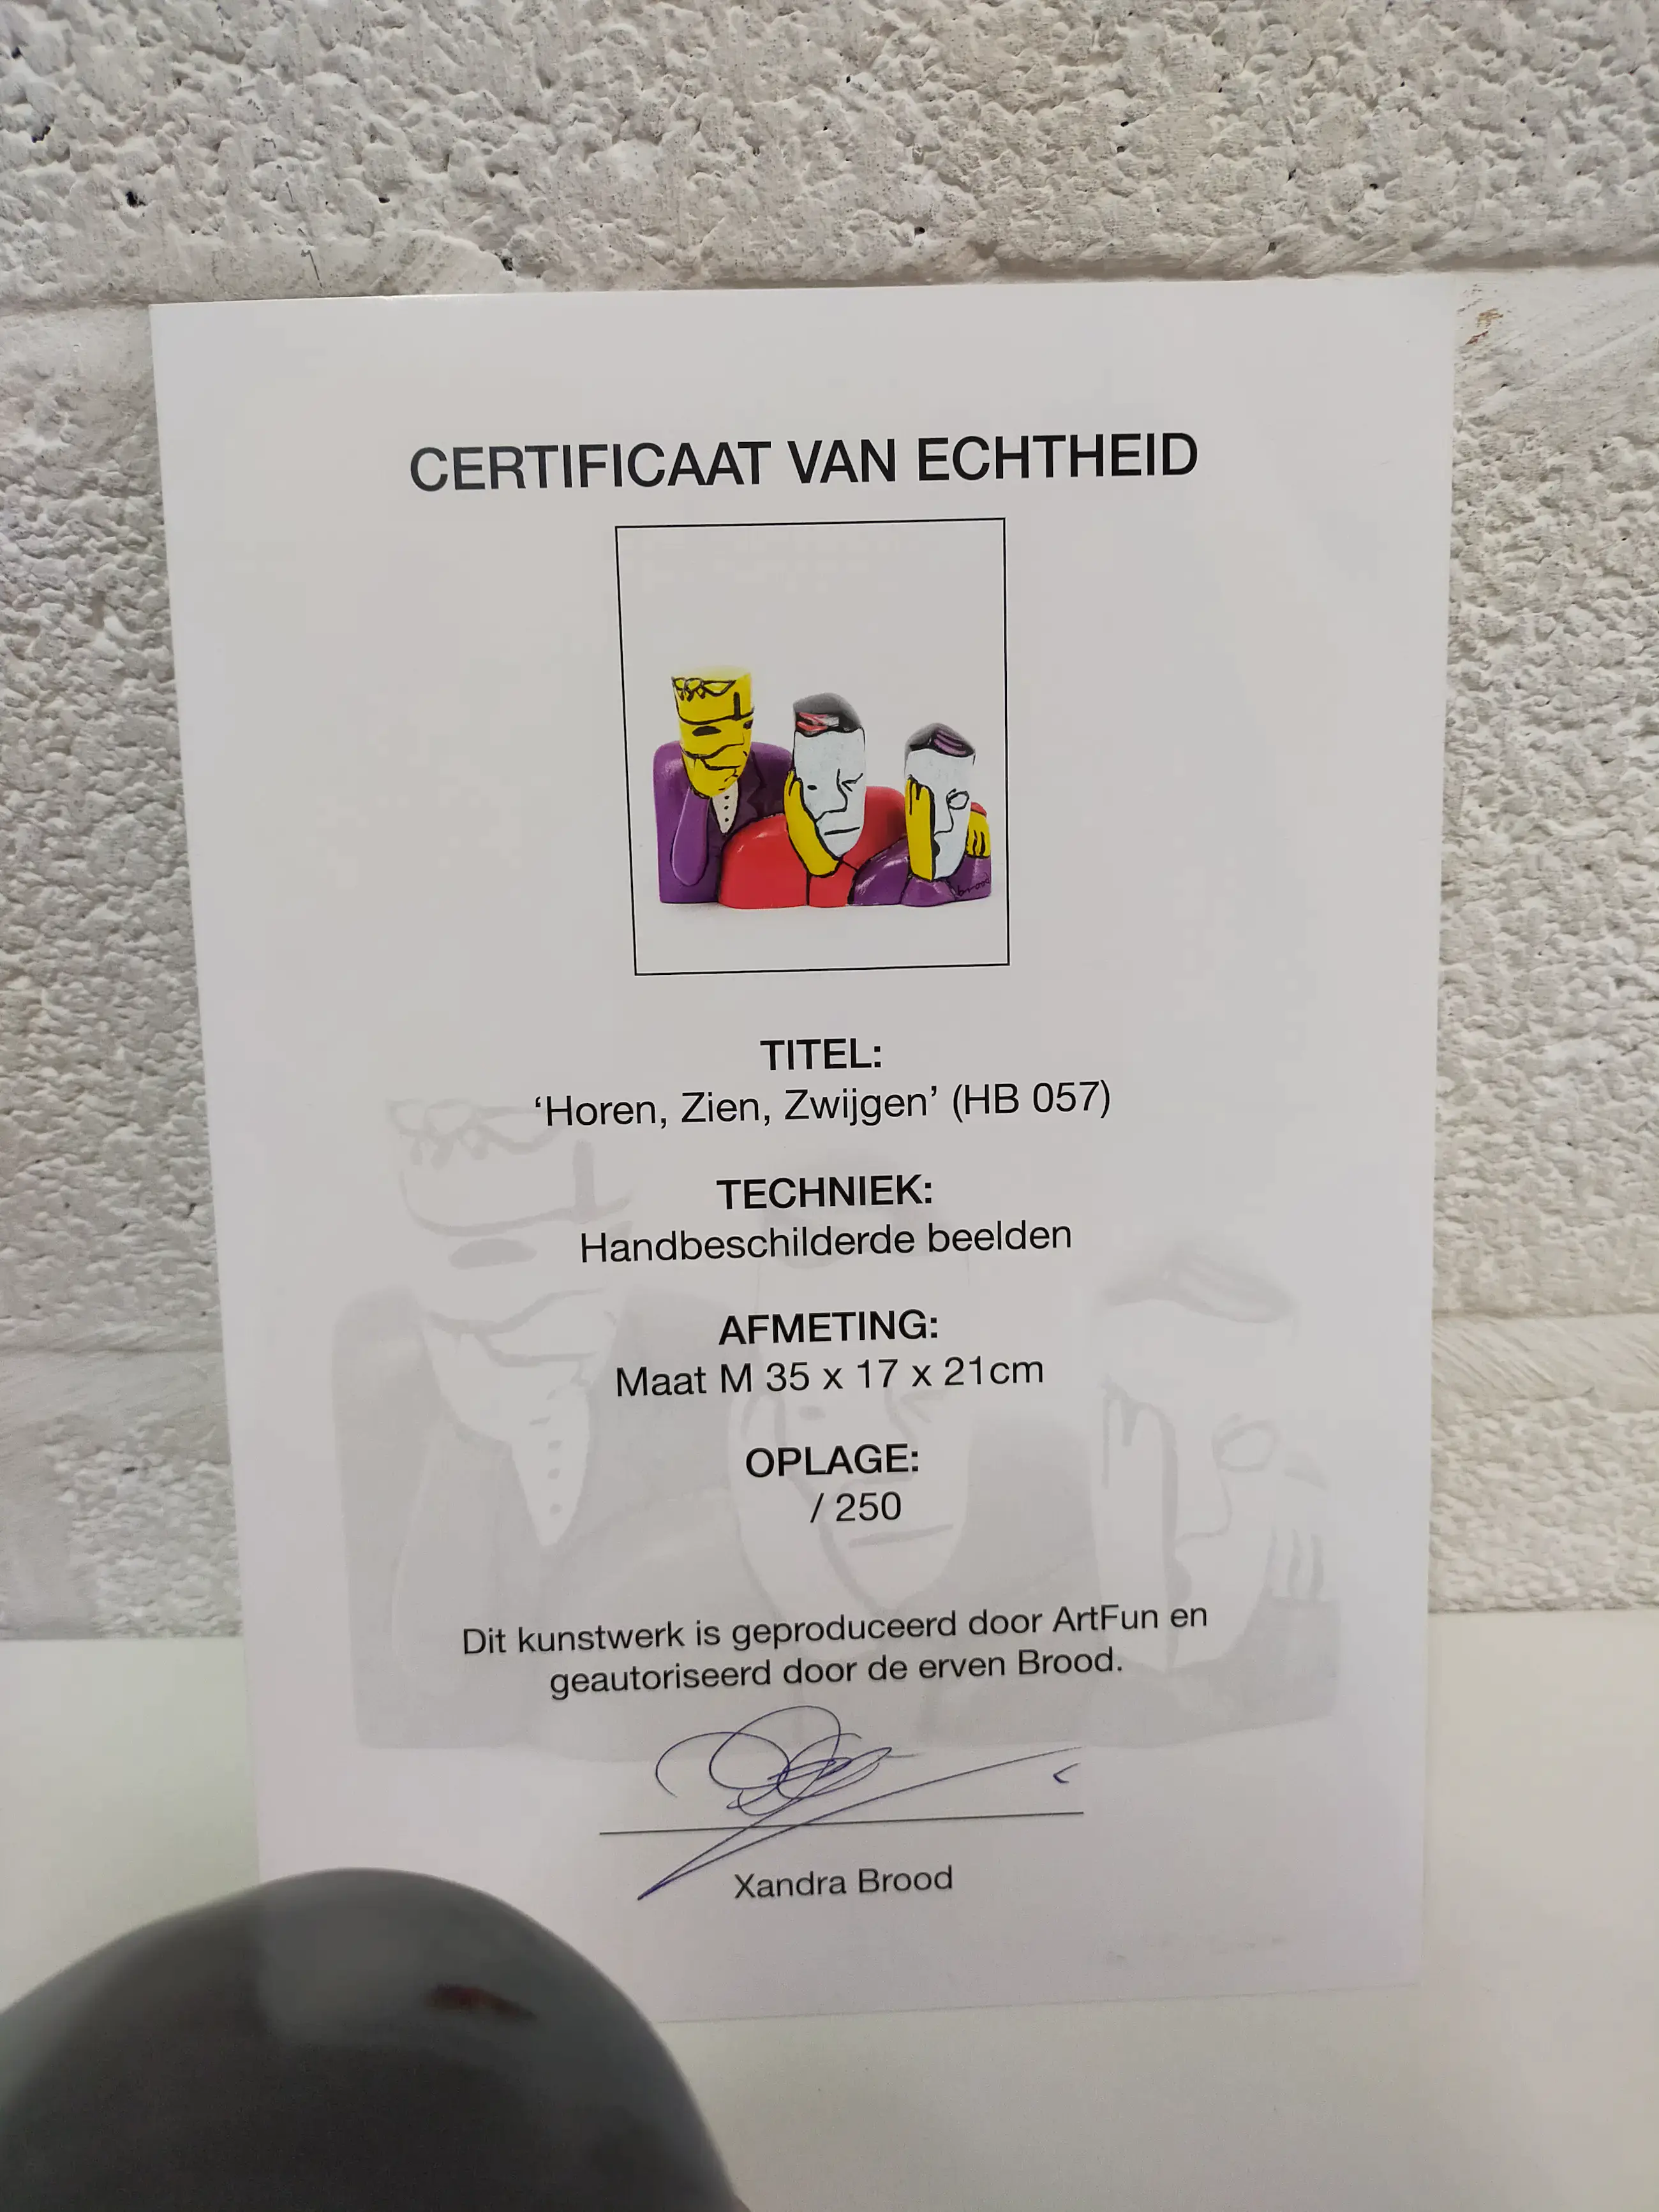 CERTIFICAAT VAN ECHTHEID
brood
TITEL:
‘Horen, Zien, Zwijgen’ (HB 057)
TECHNIEK:
Handbeschilderde beelden
AFMETING:
Maat M 35 x 17 x 21cm
OPLAGE:
/ 250
Dit kunstwerk is geproduceerd door ArtFun en
geautoriseerd door de erven Brood.
Xandra Brood